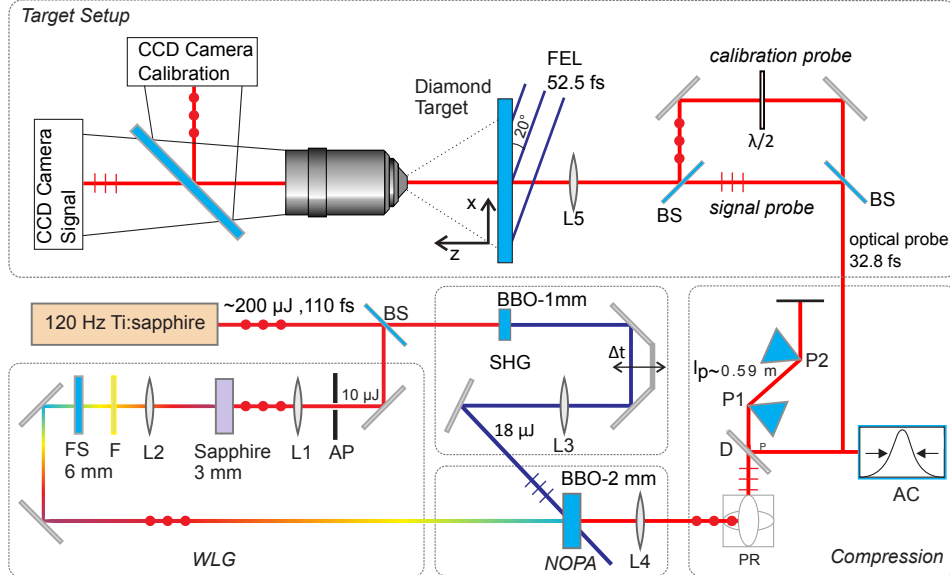 Target Setup
CCD Camera
Calibration
CCD Camera
Signal
Diamond
Target
FEL
52.5 fs
20°
x
z
L5
calibration probe
λ/2
BS
signal probe
BS
optical probe
32.8 fs
120 Hz Ti:sapphire
~200 μJ ,110 fs
BS
BBO-1mm
SHG
Δt
L3
18 μJ
10 μJ
FS
6 mm
F
L2
Sapphire
3 mm
L1
AP
WLG
BBO-2 mm
NOPA
L4
lp~0.59 m
P2
P1
D
P
AC
PR
Compression